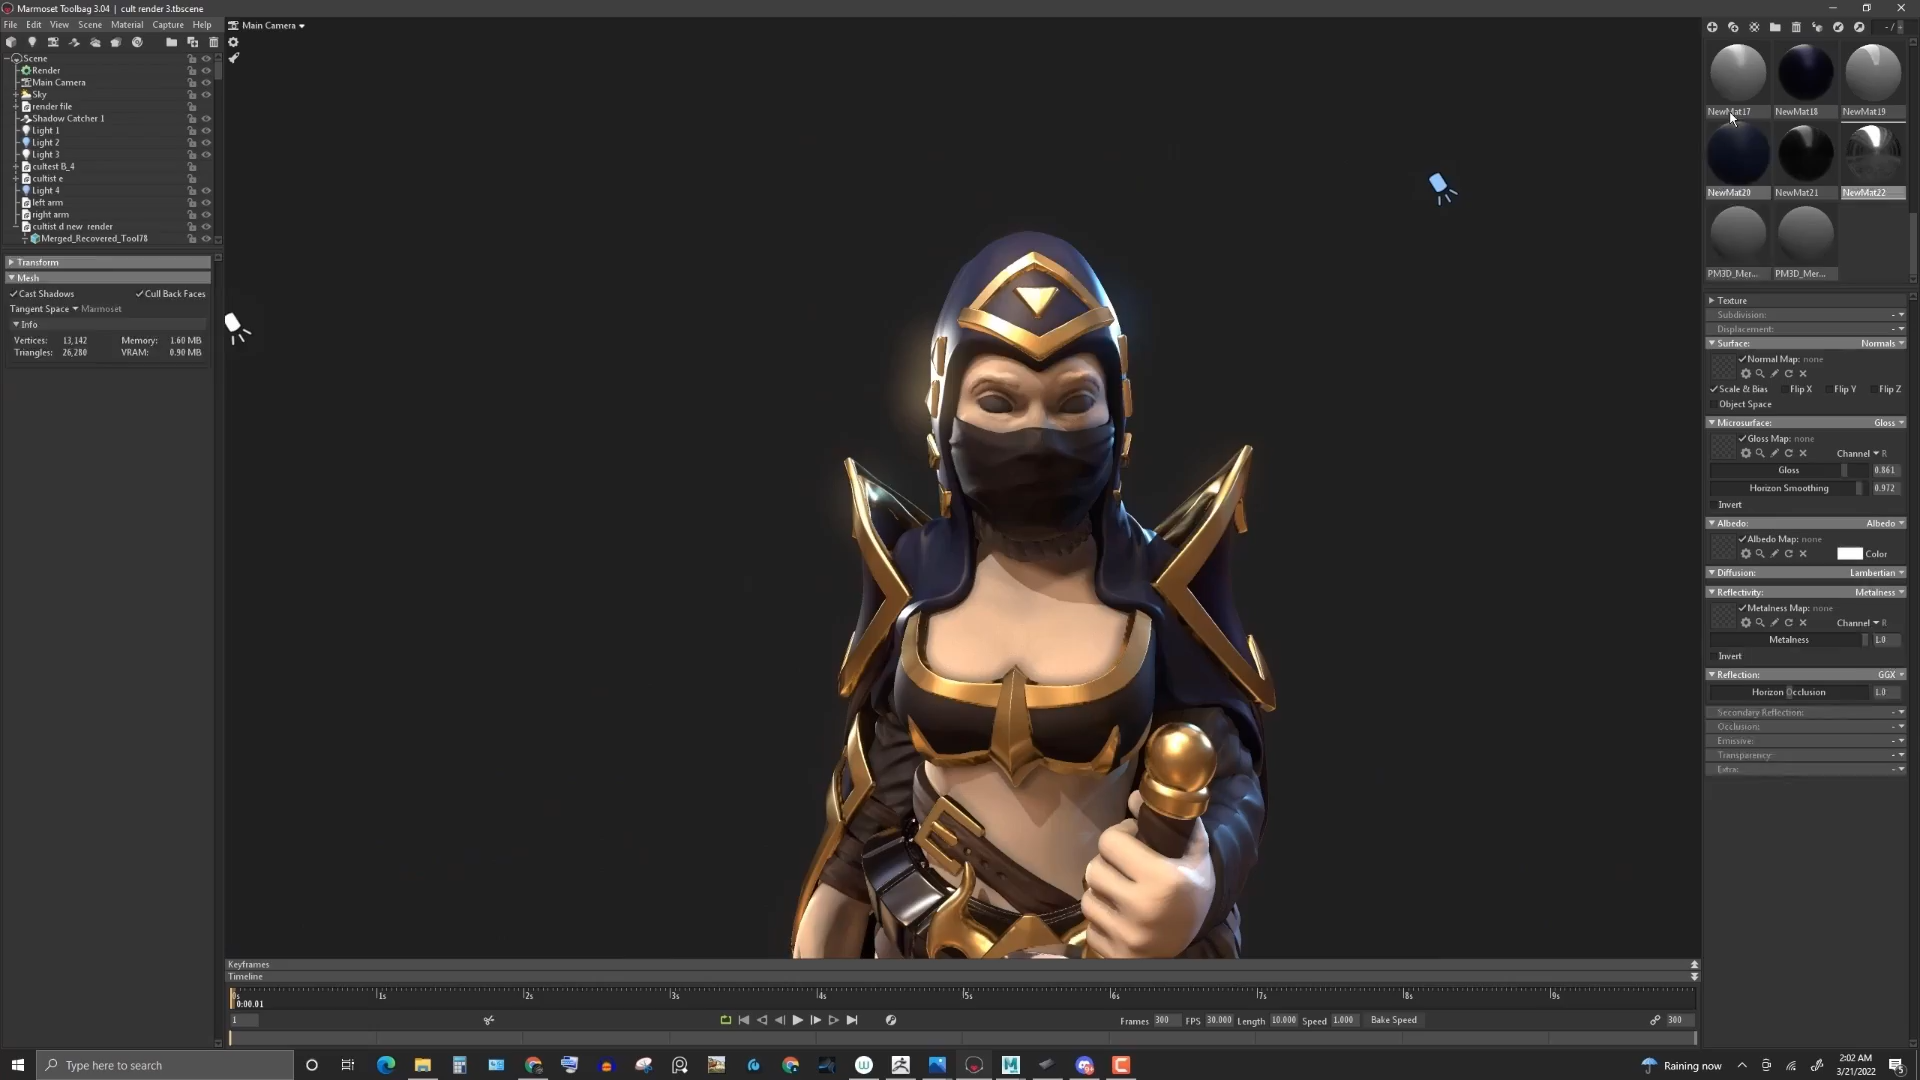 Marmoset Toolbag 3.04 | cult render 3.tbscene
File Edit View Scene Material Capture Help
Main Camera
Scene
Render
Main Camera
Sky
render file
Shadow Catcher 1
Light 1
Light 2
Light 3
cultest B_4
cultist e
Light 4
left arm
right arm
cultist d new render
Merged_Recovered_Tool78
Transform
Mesh
Cast Shadows Cull Back Faces
Tangent Space Marmoset
Info
Vertices: 13,142 Memory: 1.60 MB
Triangles: 26,280 VRAM: 0.90 MB
NewMat17 NewMat18 NewMat19
NewMat20 NewMat21 NewMat22
PM3D_Mer... PM3D_Mer...
Texture
Subdivision:
Displacement:
Surface: Normals
Normal Map: none
Scale & Bias Flip X Flip Y Flip Z
Object Space
Microsurface: Gloss
Gloss Map: none
Channel R
Gloss 0.861
Horizon Smoothing 0.972
Invert
Albedo: Albedo
Albedo Map: none
Color
Diffusion: Lambertian
Reflectivity: Metalness
Metalness Map: none
Channel R
Metalness 1.0
Invert
Reflection: GGX
Horizon Occlusion 1.0
Secondary Reflection:
Occlusion:
Emissive:
Transparency:
Extra:
Keyframes
Timeline
0s 1s 2s 3s 4s 5s 6s 7s 8s 9s
0:00.01
1 Frames 300 FPS 30.000 Length 10.000 Speed 1.000 Bake Speed 300
Type here to search
Raining now
2:02 AM
3/21/2022